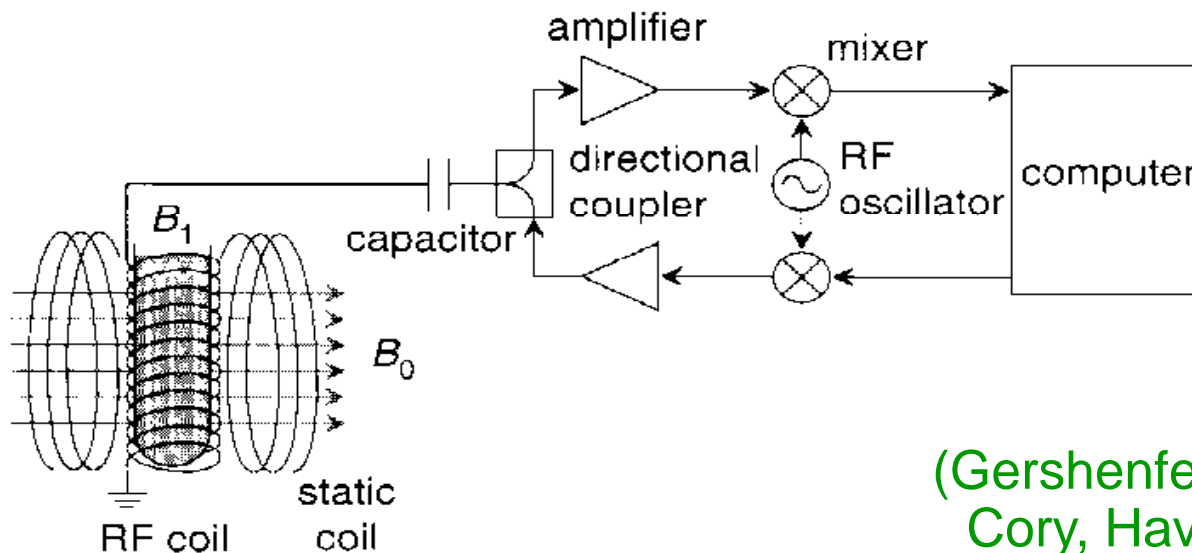 amplifier
mixer
directional
coupler
RF
oscillator
computer
capacitor
B1
B0
static
coil
RF coil
(Gershenfe
Cory, Hav